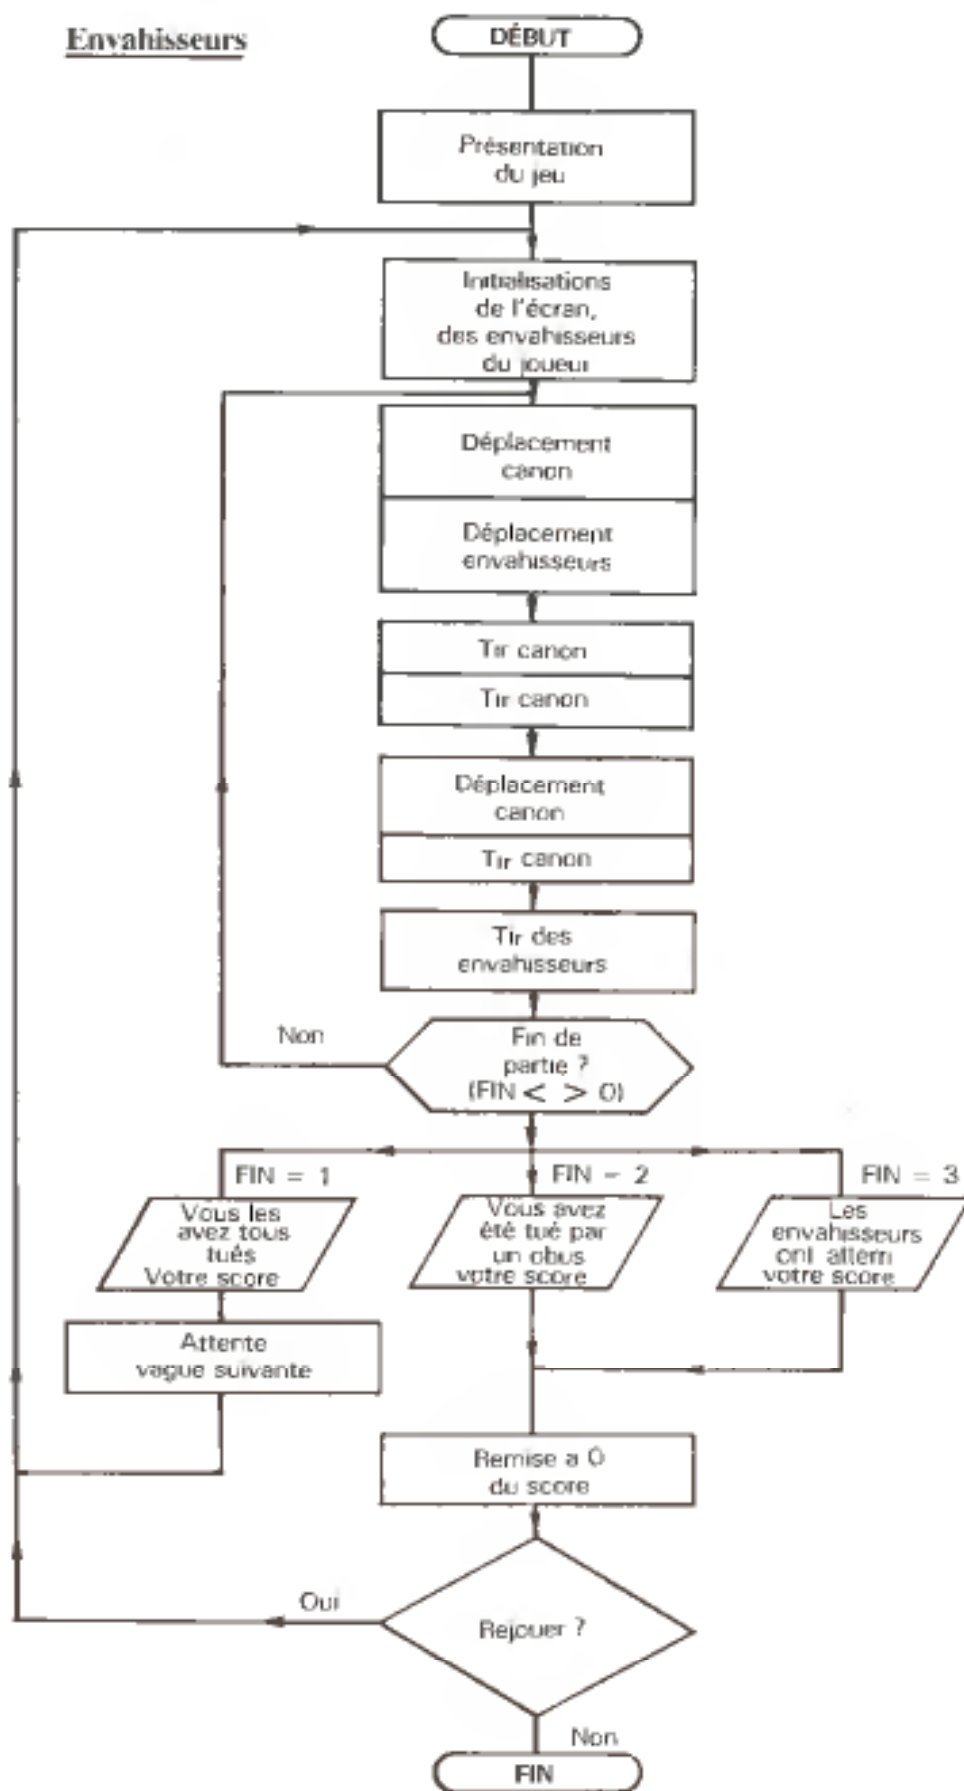 Envahisseurs
DÉBUT
Présentation
du jeu
Initialisations
de l'écran,
des envahisseurs
du joueur
Déplacement
canon
Déplacement
envahisseurs
Tir canon
Tir canon
Déplacement
canon
Tir canon
Tir des
envahisseurs
Non
Fin de
partie ?
(FIN < > 0)
FIN = 1
Vous les
avez tous
tués
Votre score
Attente
vague suivante
FIN - 2
Vous avez
été tué par
un obus
votre score
FIN = 3
Les
envahisseurs
ont atteint
votre score
Remise a 0
du score
Oui
Rejouer ?
Non
FIN